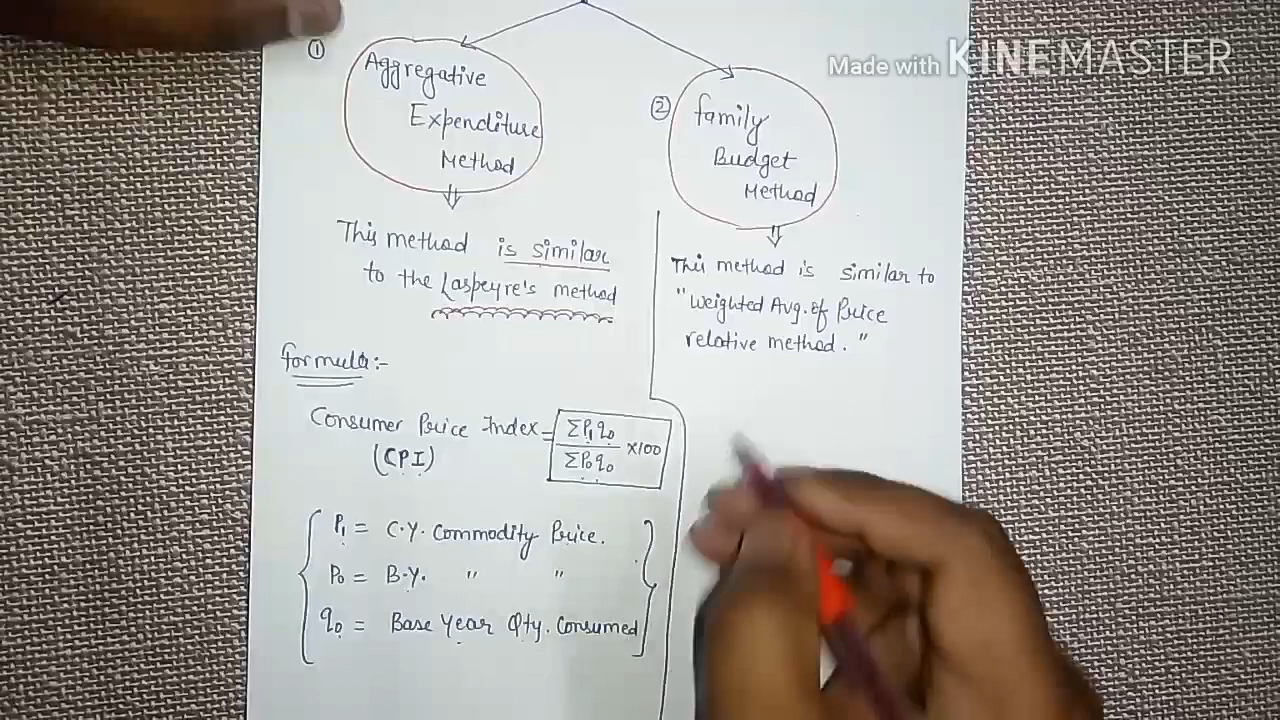 Made with KINEMASTER
①
Aggregative
Expenditure
Method
This method is similar
to the Laspeyre's method
②
family
Budget
Method
This method is similar to
"Weighted Avg. of Price
relative method."
formula:-
Consumer Price Index = ΣP₁q₀ / ΣP₀q₀ ×100
(CPI)
P₁ = C.Y. Commodity Price.
P₀ = B.Y. " "
q₀ = Base Year Qty. Consumed